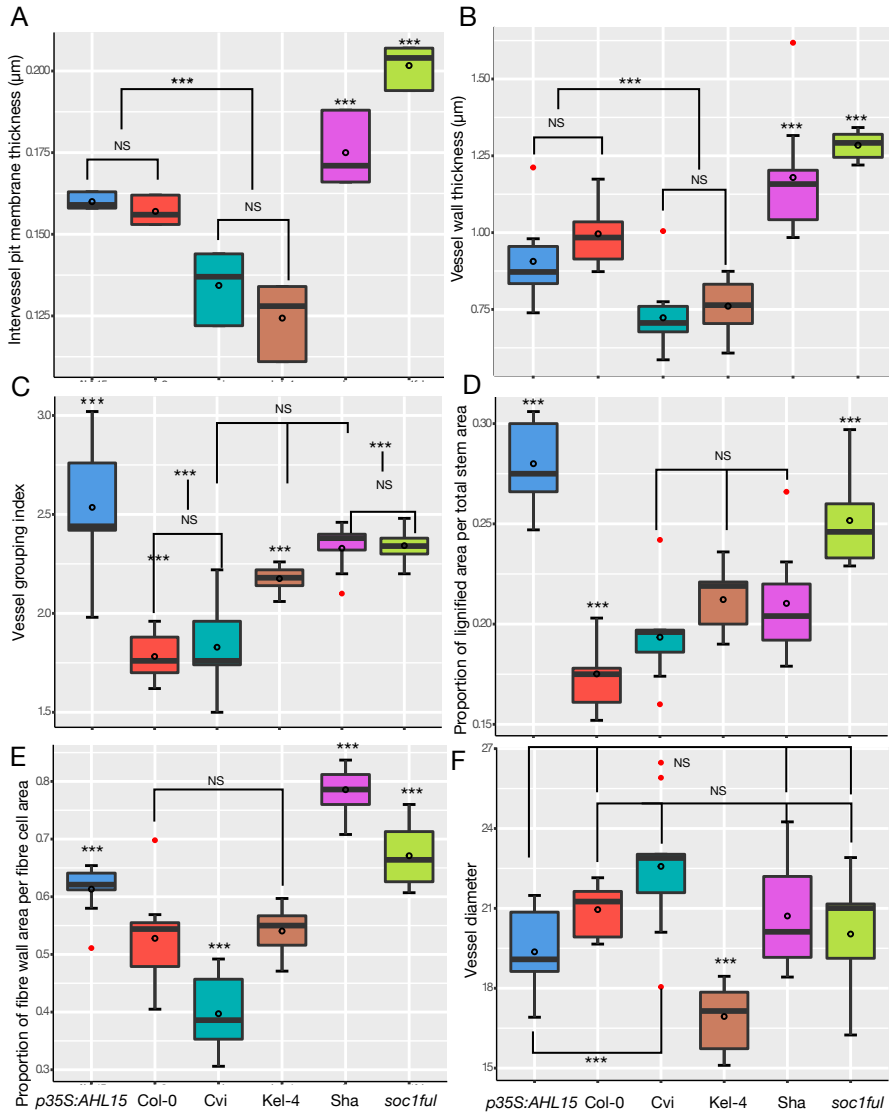 A
Intervessel pit membrane thickness (µm)
0.200
0.175
0.150
0.125
***
NS
NS
***
***
B
Vessel wall thickness (µm)
1.50
1.25
1.00
0.75
***
NS
NS
***
***
C
Vessel grouping index
3.0
2.5
2.0
1.5
***
NS
***
***
NS
NS
***
***
D
Proportion of lignified area per total stem area
0.30
0.25
0.20
0.15
***
***
NS
***
E
Proportion of fibre wall area per fibre cell area
0.8
0.7
0.6
0.5
0.4
0.3
***
NS
***
***
***
F
Vessel diameter
27
24
21
18
15
NS
NS
***
***
p35S:AHL15 Col-0 Cvi Kel-4 Sha soc1ful
p35S:AHL15 Col-0 Cvi Kel-4 Sha soc1ful